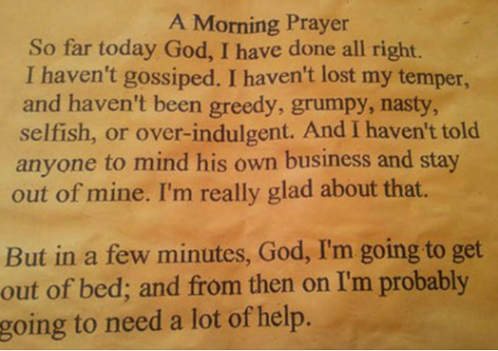 A Morning Prayer
So far today God, I have done all right.
I haven't gossiped. I haven't lost my temper,
and haven't been greedy, grumpy, nasty,
selfish, or over-indulgent. And I haven't told
anyone to mind his own business and stay
out of mine. I'm really glad about that.
But in a few minutes, God, I'm going to get
out of bed; and from then on I'm probably
going to need a lot of help.